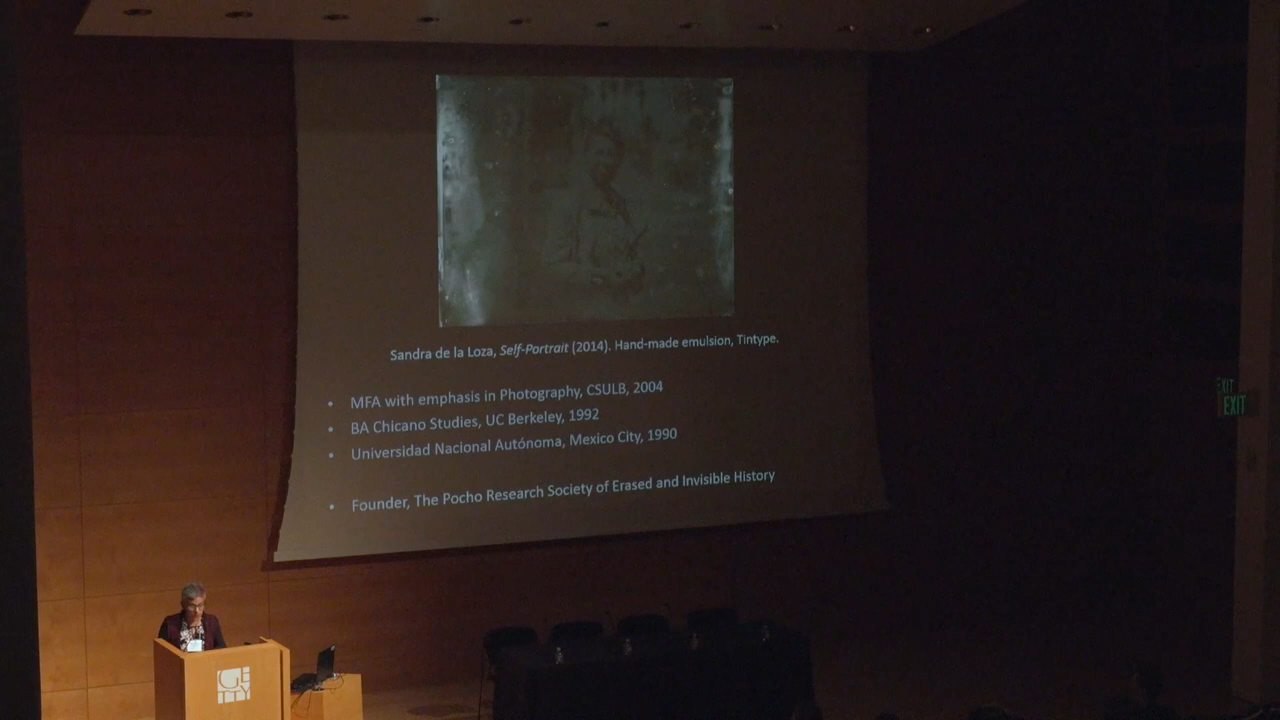 Sandra de la Loza, Self-Portrait (2014). Hand-made emulsion, Tintype.
• MFA with emphasis in Photography, CSULB, 2004
• BA Chicano Studies, UC Berkeley, 1992
• Universidad Nacional Autónoma, Mexico City, 1990
• Founder, The Pocho Research Society of Erased and Invisible History
EXIT
EXIT
GETTY